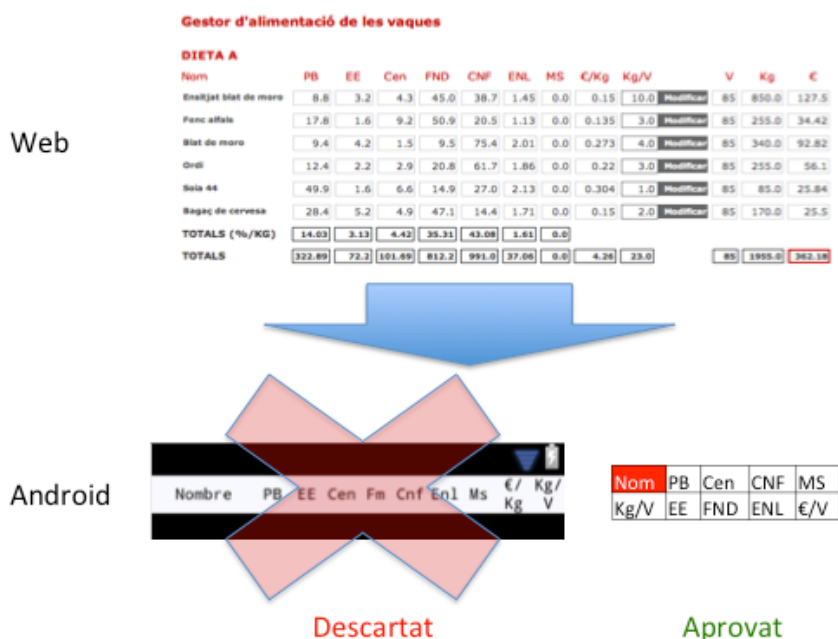 Gestor d'alimentació de les vaques
DIETA A
Nom PB EE Cen FND CNF ENL MS €/Kg Kg/V V Kg €
Ensitjat blat de moro 8.8 3.2 4.3 45.0 38.7 1.45 0.0 0.15 10.0 Modificar 85 850.0 127.5
Fenc alfals 17.8 1.6 9.2 50.9 20.5 1.13 0.0 0.135 3.0 Modificar 85 255.0 34.42
Web
Blat de moro 9.4 4.2 1.5 9.5 75.4 2.01 0.0 0.273 4.0 Modificar 85 340.0 92.82
Ordi 12.4 2.2 2.9 20.8 61.7 1.86 0.0 0.22 3.0 Modificar 85 255.0 56.1
Soia 44 49.9 1.6 6.6 14.9 27.0 2.13 0.0 0.304 1.0 Modificar 85 85.0 25.84
Bagaç de cervesa 28.4 5.2 4.9 47.1 14.4 1.71 0.0 0.15 2.0 Modificar 85 170.0 25.5
TOTALS (%/KG) 14.03 3.13 4.42 35.31 43.08 1.61 0.0
TOTALS 322.89 72.2 101.69 812.2 991.0 37.06 0.0 4.26 23.0 85 1955.0 362.18
Android
Nombre PB EE Cen Fm Cnf Enl Ms €/Kg Kg/V
Nom PB Cen CNF MS
Kg/V EE FND ENL €/V
Descartat Aprovat